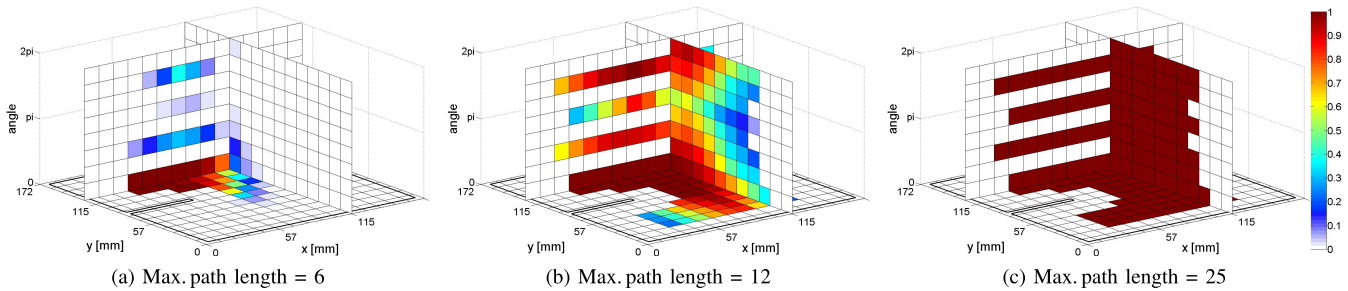 2pi
pi
0
angle
172
115
57
0
y [mm]
0
57
115
x [mm]
(a) Max. path length = 6
2pi
pi
0
angle
172
115
57
0
y [mm]
0
57
115
x [mm]
(b) Max. path length = 12
2pi
pi
0
angle
172
115
57
0
y [mm]
0
57
115
x [mm]
(c) Max. path length = 25
1
0.9
0.8
0.7
0.6
0.5
0.4
0.3
0.2
0.1
0